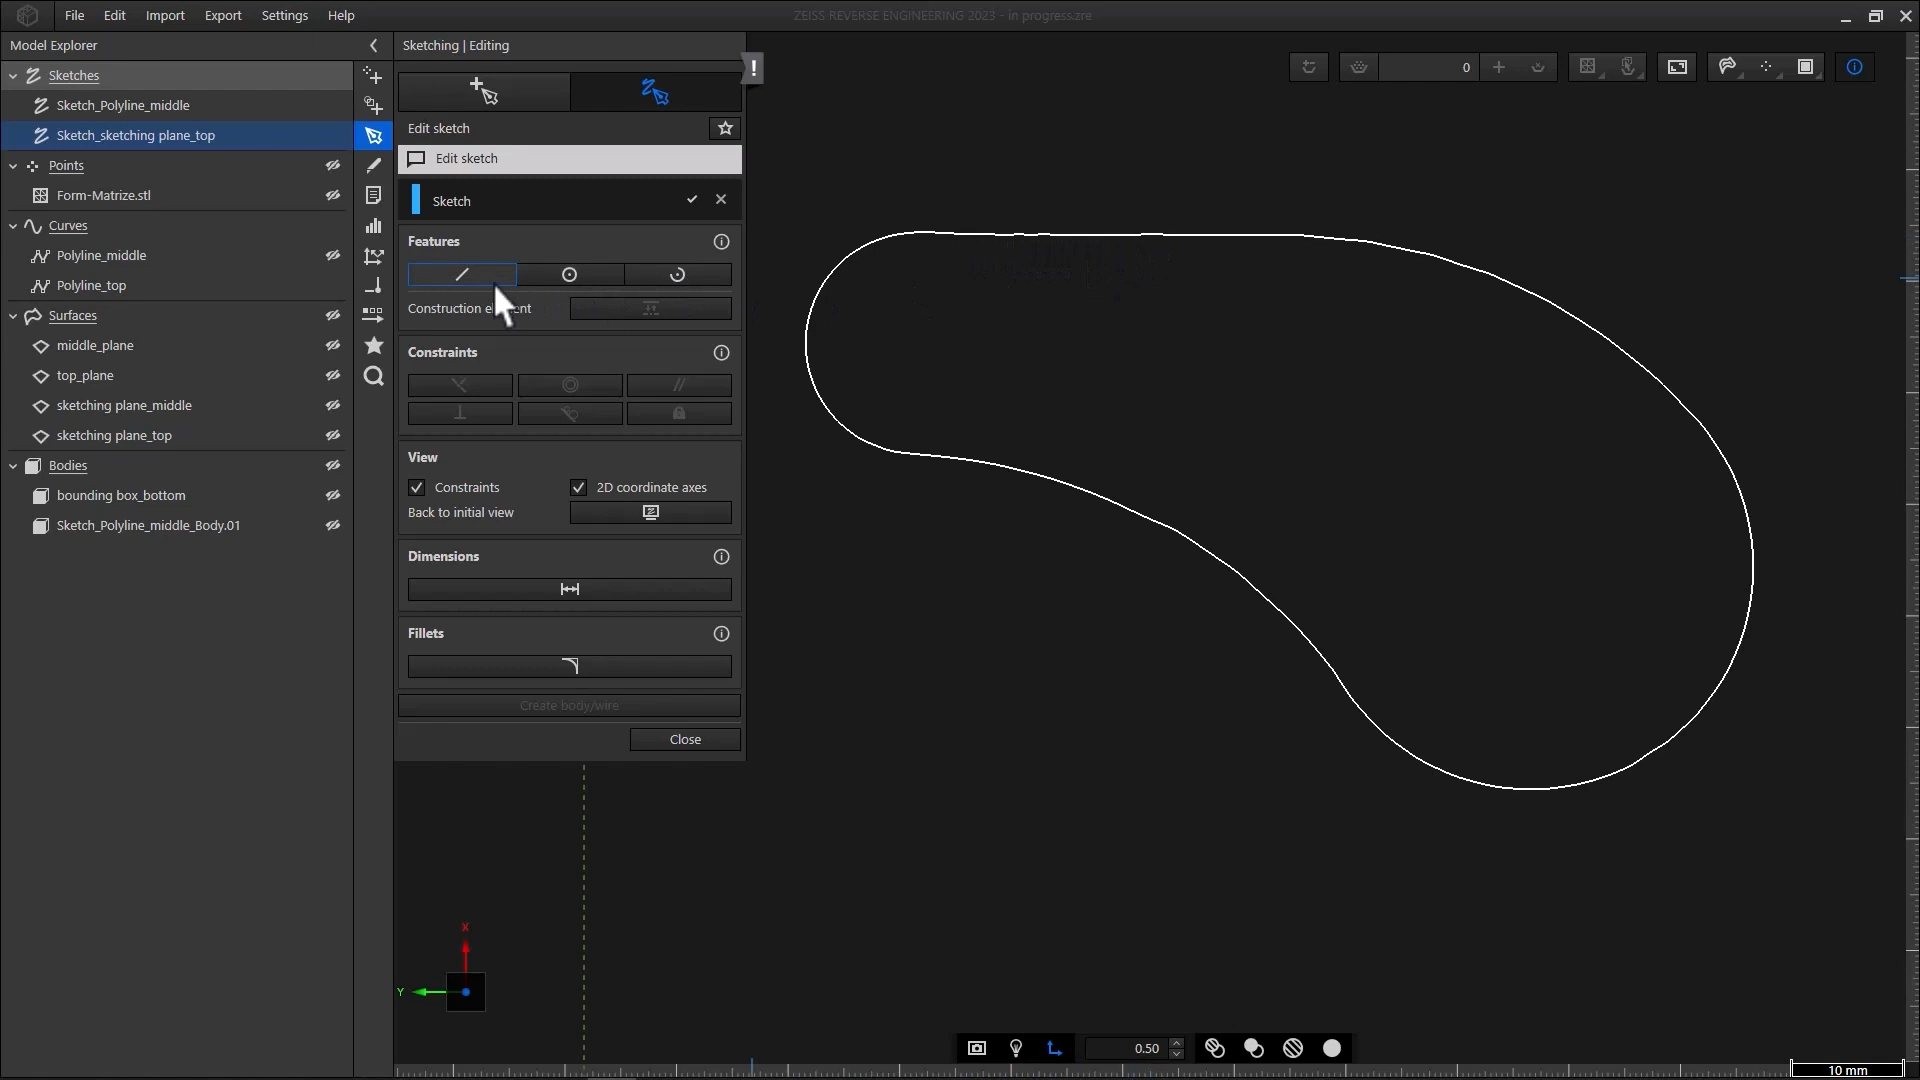 File Edit Import Export Settings Help
ZEISS REVERSE ENGINEERING 2023 - in progress.zre
Model Explorer
Sketches
Sketch_Polyline_middle
Sketch_sketching plane_top
Points
Form-Matrize.stl
Curves
Polyline_middle
Polyline_top
Surfaces
middle_plane
top_plane
sketching plane_middle
sketching plane_top
Bodies
bounding box_bottom
Sketch_Polyline_middle_Body.01
Sketching | Editing
!
Edit sketch
Edit sketch
Sketch
Features
Construction
Constraints
View
Constraints
2D coordinate axes
Back to initial view
Dimensions
Fillets
Create body/wire
Close
0
X
Y
0.50
10 mm